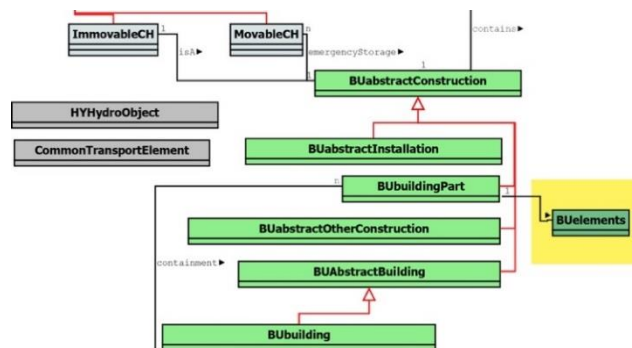 ImmovableCH
1
MovableCH
n
contains▶
isA▶
emergencyStorage▶
1
1
BUabstractConstruction
HYHydroObject
CommonTransportElement
BUabstractInstallation
n
BUbuildingPart
1
BUelements
BUabstractOtherConstruction
containment▶
BUAbstractBuilding
BUbuilding